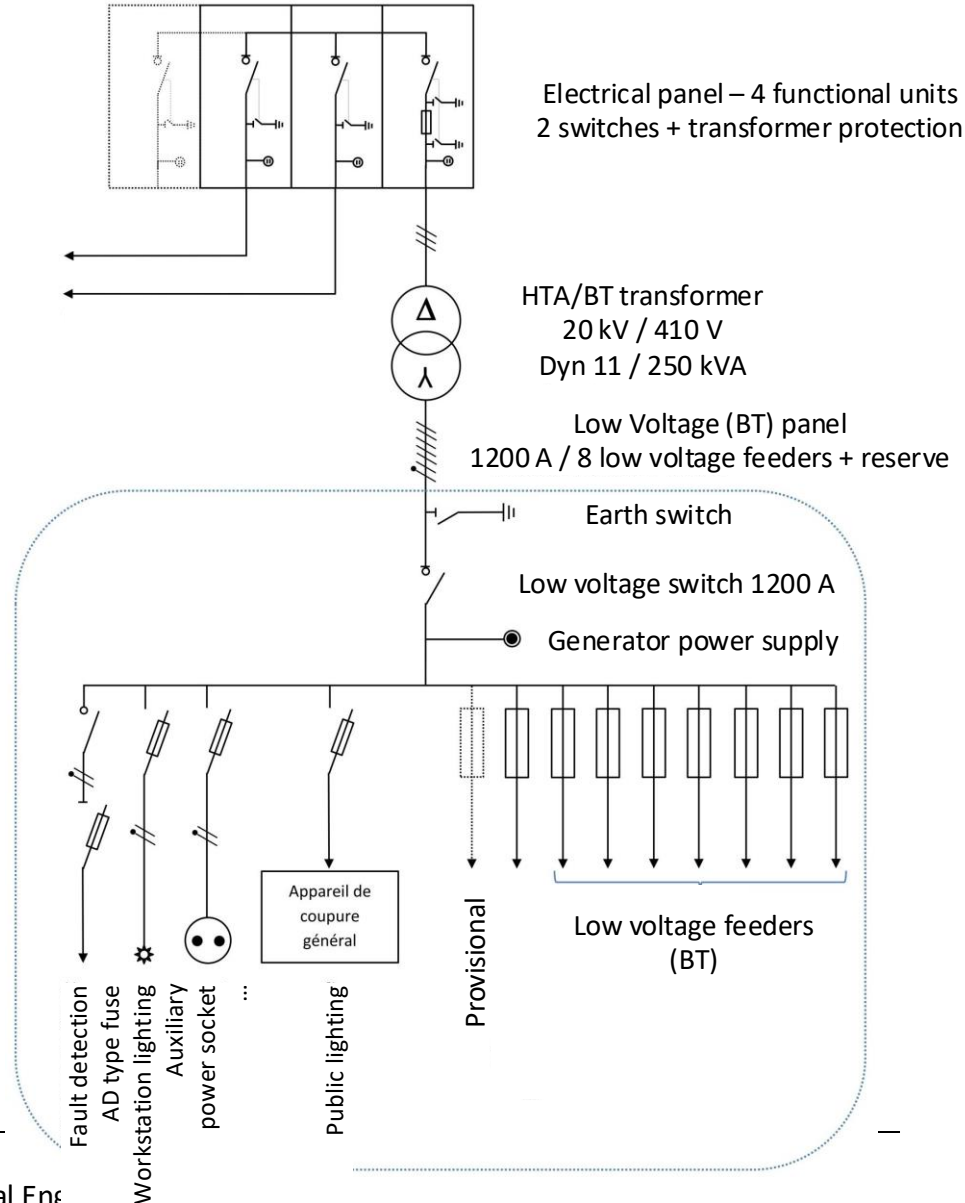 Electrical panel – 4 functional units
2 switches + transformer protection
HTA/BT transformer
20 kV / 410 V
Dyn 11 / 250 kVA
Δ
Low Voltage (BT) panel
1200 A / 8 low voltage feeders + reserve
Earth switch
Low voltage switch 1200 A
Generator power supply
Appareil de
coupure
général
Low voltage feeders
(BT)
Fault detection
AD type fuse
Workstation lighting
Auxiliary
power socket
...
Public lighting
Provisional